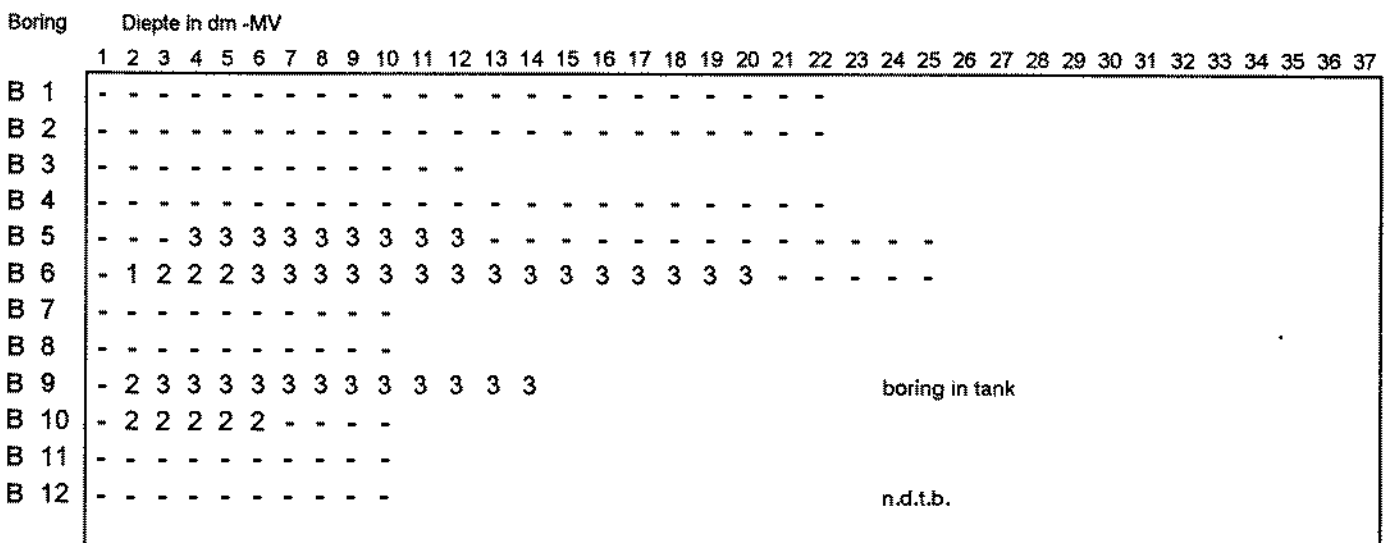 Boring Diepte in dm -MV
1 2 3 4 5 6 7 8 9 10 11 12 13 14 15 16 17 18 19 20 21 22 23 24 25 26 27 28 29 30 31 32 33 34 35 36 37
B 1 - - - - - - - - - - - - - - - - - - - - - -
B 2 - - - - - - - - - - - - - - - - - - - - - -
B 3 - - - - - - - - - - - -
B 4 - - - - - - - - - - - - - - - - - - - - - -
B 5 - - - 3 3 3 3 3 3 3 3 3 - - - - - - - - - - - - -
B 6 - 1 2 2 2 3 3 3 3 3 3 3 3 3 3 3 3 3 3 3 - - - - -
B 7 - - - - - - - - - -
B 8 - - - - - - - - - -
B 9 - 2 3 3 3 3 3 3 3 3 3 3 3 3 boring in tank
B 10 - 2 2 2 2 2 - - - -
B 11 - - - - - - - - - -
B 12 - - - - - - - - - - n.d.t.b.